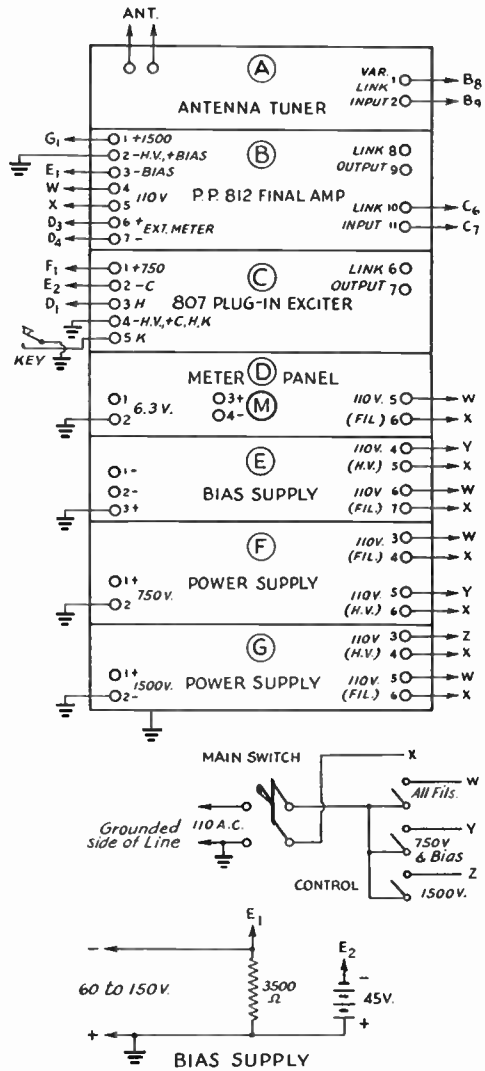 ANT.
A
ANTENNA TUNER
VAR.
LINK 1 B8
INPUT 2 B9
G1 1 +1500
2 -H.V.,+BIAS
E1 3 -BIAS
W 4
X 5 110V
D3 6 + EXT. METER
D4 7 -
B
P.P. 812 FINAL AMP
LINK 8
OUTPUT 9
LINK 10 C6
INPUT 11 C7
F1 1 +750
E2 2 -C
D1 3 H
4 -H.V.,+C,H,K
5 K
KEY
C
807 PLUG-IN EXCITER
LINK 6
OUTPUT 7
METER D PANEL
1
2 6.3V.
3+
4-
M
110V. 5 W
(FIL) 6 X
E
BIAS SUPPLY
1-
2-
3+
110V. 4 Y
(H.V.) 5 X
110V 6 W
(FIL.) 7 X
F
POWER SUPPLY
1+
2 750V.
110V. 3 W
(FIL.) 4 X
110V. 5 Y
(H.V.) 6 X
G
POWER SUPPLY
1+
2- 1500V.
110V 3 Z
(H.V.) 4 X
110V. 5 W
(FIL.) 6 X
MAIN SWITCH
X
W
All Fils.
Grounded
side of Line
110 A.C.
Y
750V
& Bias
Z
CONTROL
1500V.
E1
E2
-
60 to 150V.
+
3500
Ω
-
45V.
+
BIAS SUPPLY